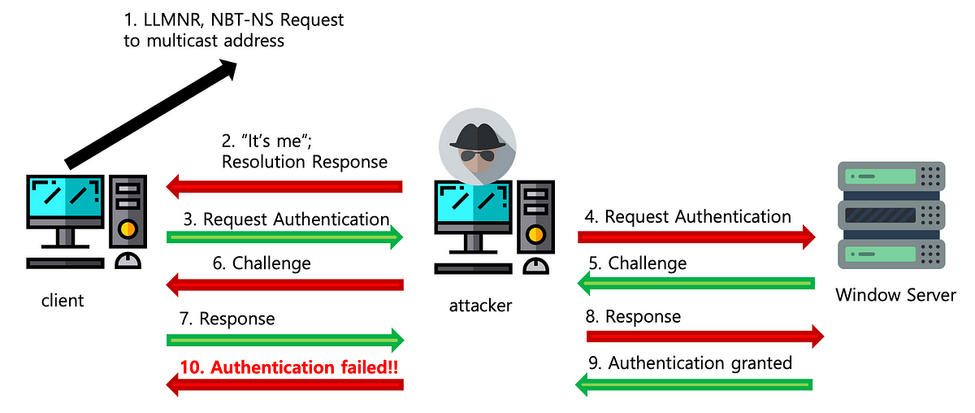 1. LLMNR, NBT-NS Request
to multicast address
2. “It’s me”;
Resolution Response
3. Request Authentication
4. Request Authentication
6. Challenge
5. Challenge
client
attacker
Window Server
7. Response
8. Response
10. Authentication failed!!
9. Authentication granted